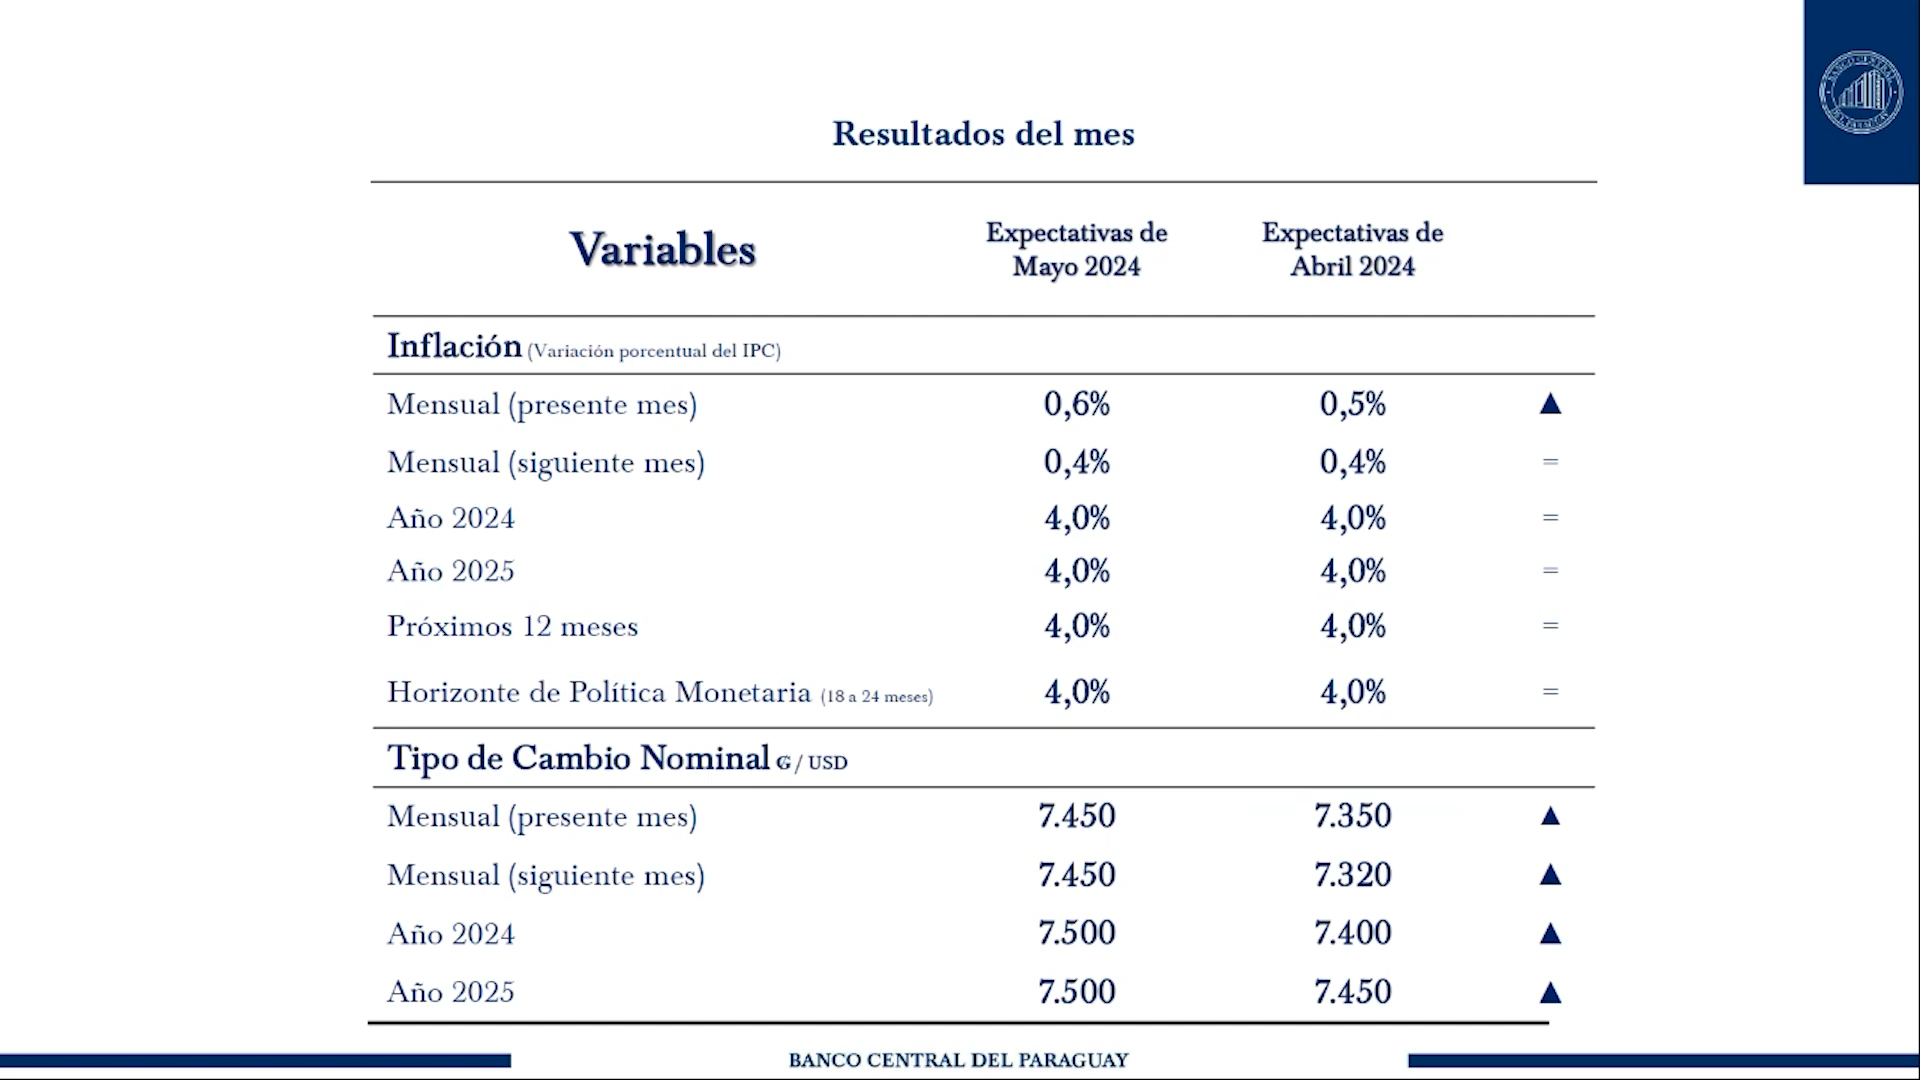 BANCO CENTRAL DEL PARAGUAY
Resultados del mes
Variables
Expectativas de
Mayo 2024
Expectativas de
Abril 2024
Inflación (Variación porcentual del IPC)
Mensual (presente mes) 0,6% 0,5% ▲
Mensual (siguiente mes) 0,4% 0,4% =
Año 2024 4,0% 4,0% =
Año 2025 4,0% 4,0% =
Próximos 12 meses 4,0% 4,0% =
Horizonte de Política Monetaria (18 a 24 meses) 4,0% 4,0% =
Tipo de Cambio Nominal ₲/ USD
Mensual (presente mes) 7.450 7.350 ▲
Mensual (siguiente mes) 7.450 7.320 ▲
Año 2024 7.500 7.400 ▲
Año 2025 7.500 7.450 ▲
BANCO CENTRAL DEL PARAGUAY